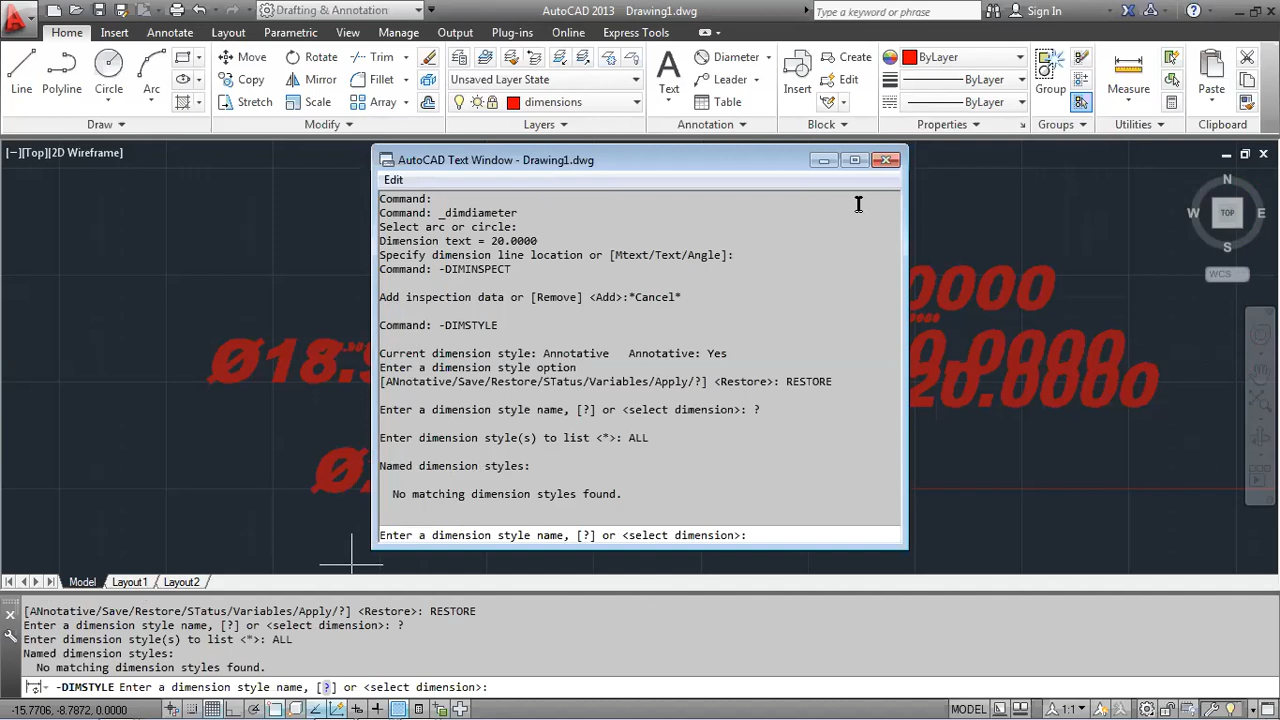 Drafting & Annotation
AutoCAD 2013 Drawing1.dwg
Type a keyword or phrase
Sign In
Home Insert Annotate Layout Parametric View Manage Output Plug-ins Online Express Tools
Line Polyline Circle Arc
Move Rotate Trim
Copy Mirror Fillet
Stretch Scale Array
Unsaved Layer State
dimensions
Text
Diameter
Leader
Table
Insert
Create
Edit
ByLayer
ByLayer
ByLayer
Group
Measure
Paste
Draw Modify Layers Annotation Block Properties Groups Utilities Clipboard
[−][Top][2D Wireframe]
AutoCAD Text Window - Drawing1.dwg
Edit
Command:
Command: _dimdiameter
Select arc or circle:
Dimension text = 20.0000
Specify dimension line location or [Mtext/Text/Angle]:
Command: -DIMINSPECT
Add inspection data or [Remove] <Add>:*Cancel*
Command: -DIMSTYLE
Current dimension style: Annotative Annotative: Yes
Enter a dimension style option
[ANnotative/Save/Restore/STatus/Variables/Apply/?] <Restore>: RESTORE
Enter a dimension style name, [?] or <select dimension>: ?
Enter dimension style(s) to list <*>: ALL
Named dimension styles:
No matching dimension styles found.
Enter a dimension style name, [?] or <select dimension>:
N
W TOP E
S
WCS
Ø18.
20.0000
Model Layout1 Layout2
[ANnotative/Save/Restore/STatus/Variables/Apply/?] <Restore>: RESTORE
Enter a dimension style name, [?] or <select dimension>: ?
Enter dimension style(s) to list <*>: ALL
Named dimension styles:
No matching dimension styles found.
-DIMSTYLE Enter a dimension style name, [?] or <select dimension>:
-15.7706, -8.7872, 0.0000
MODEL
1:1